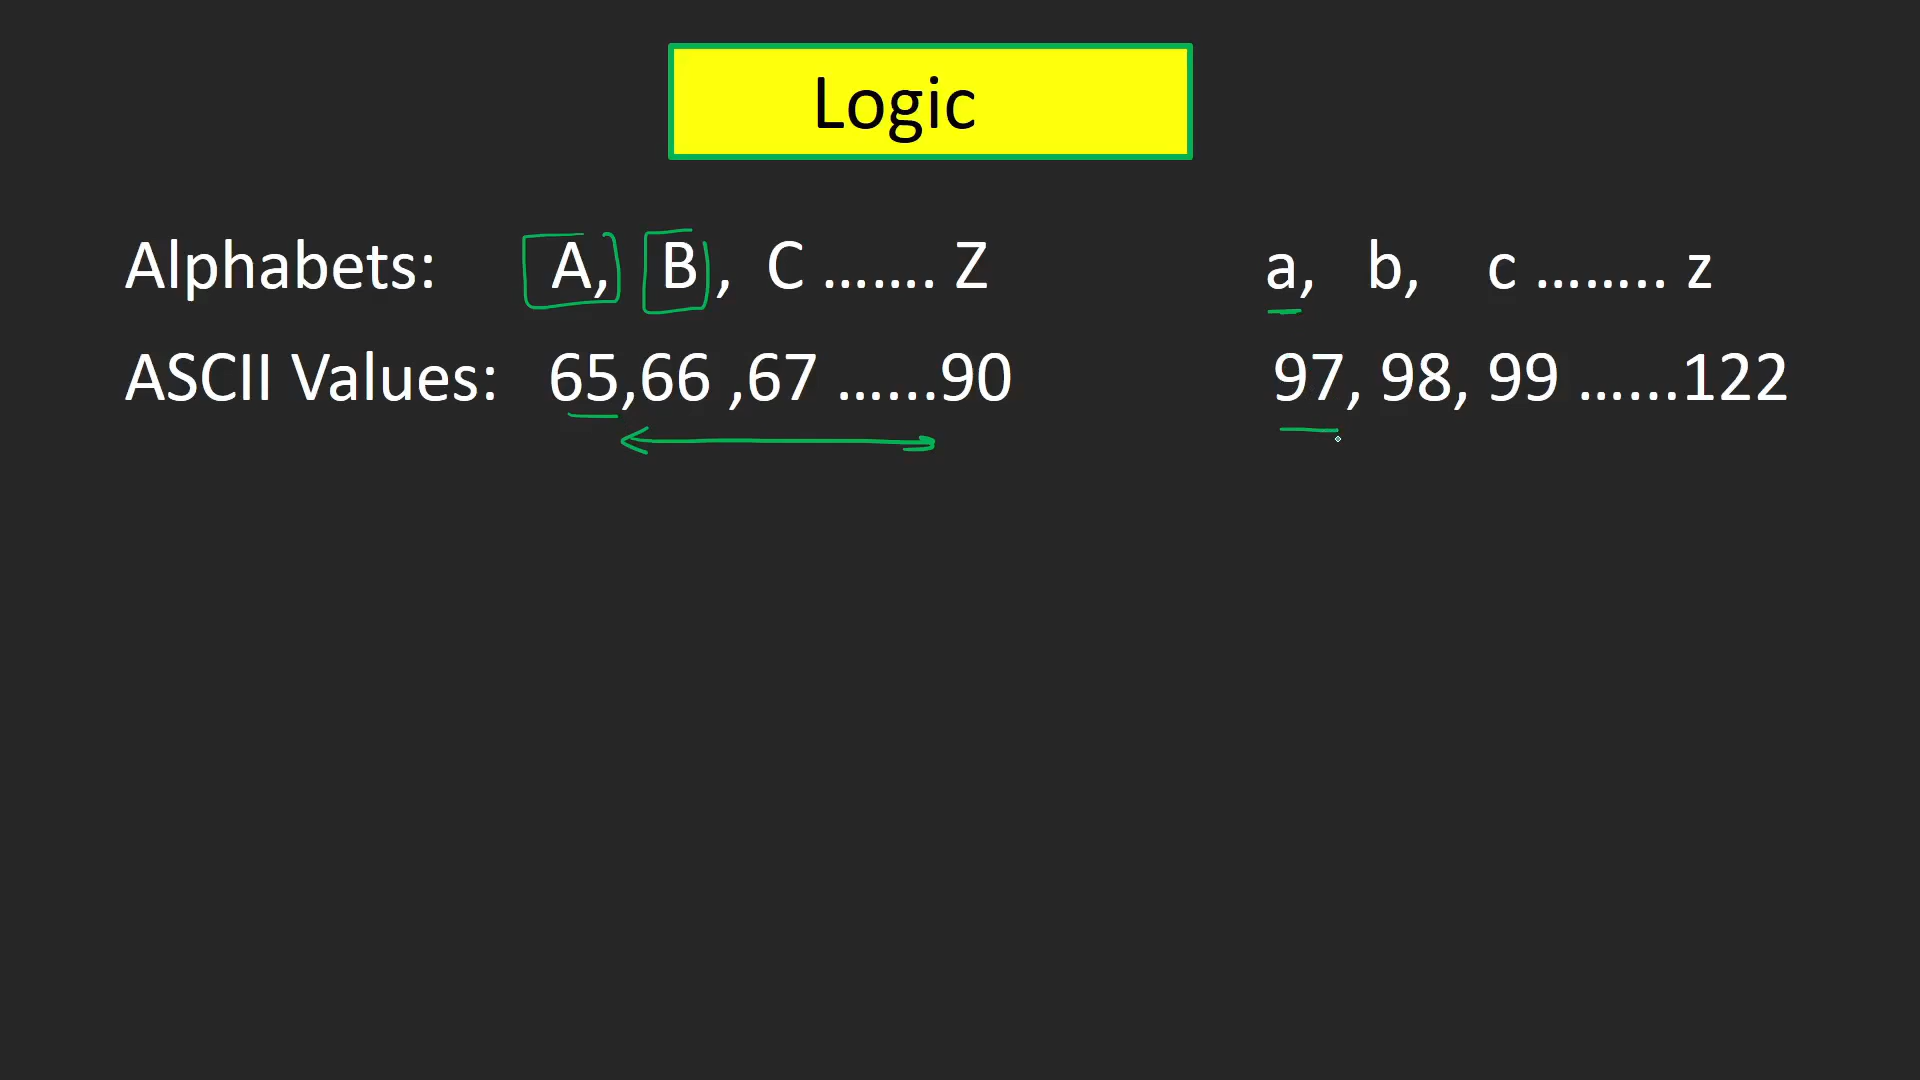 Logic
Alphabets: A, B , C ....... Z a, b, c ........ z
ASCII Values: 65,66 ,67 ......90 97, 98, 99 ......122